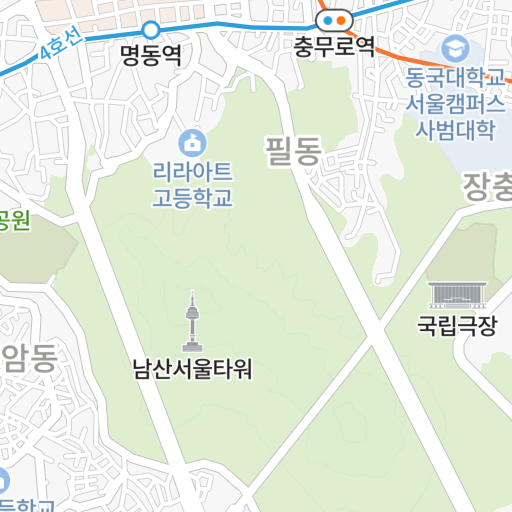 4호선
명동역
충무로역
동국대학교
서울캠퍼스
사범대학
필동
리라아트
고등학교
장충
공원
국립극장
남산서울타워
암동
등학교